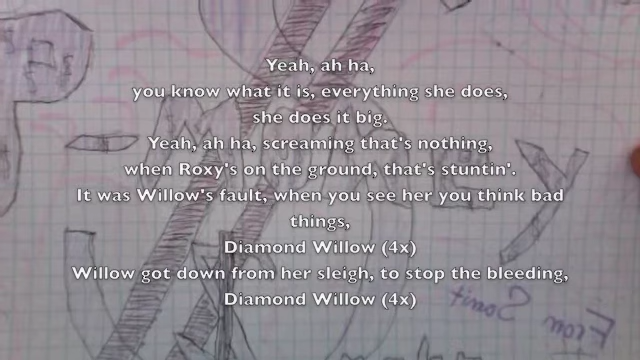 Yeah, ah ha,
you know what it is, everything she does,
she does it big.
Yeah, ah ha, screaming that's nothing,
when Roxy's on the ground, that's stuntin'.
It was Willow's fault, when you see her you think bad
things,
Diamond Willow (4x)
Willow got down from her sleigh, to stop the bleeding,
Diamond Willow (4x)
From Sonit